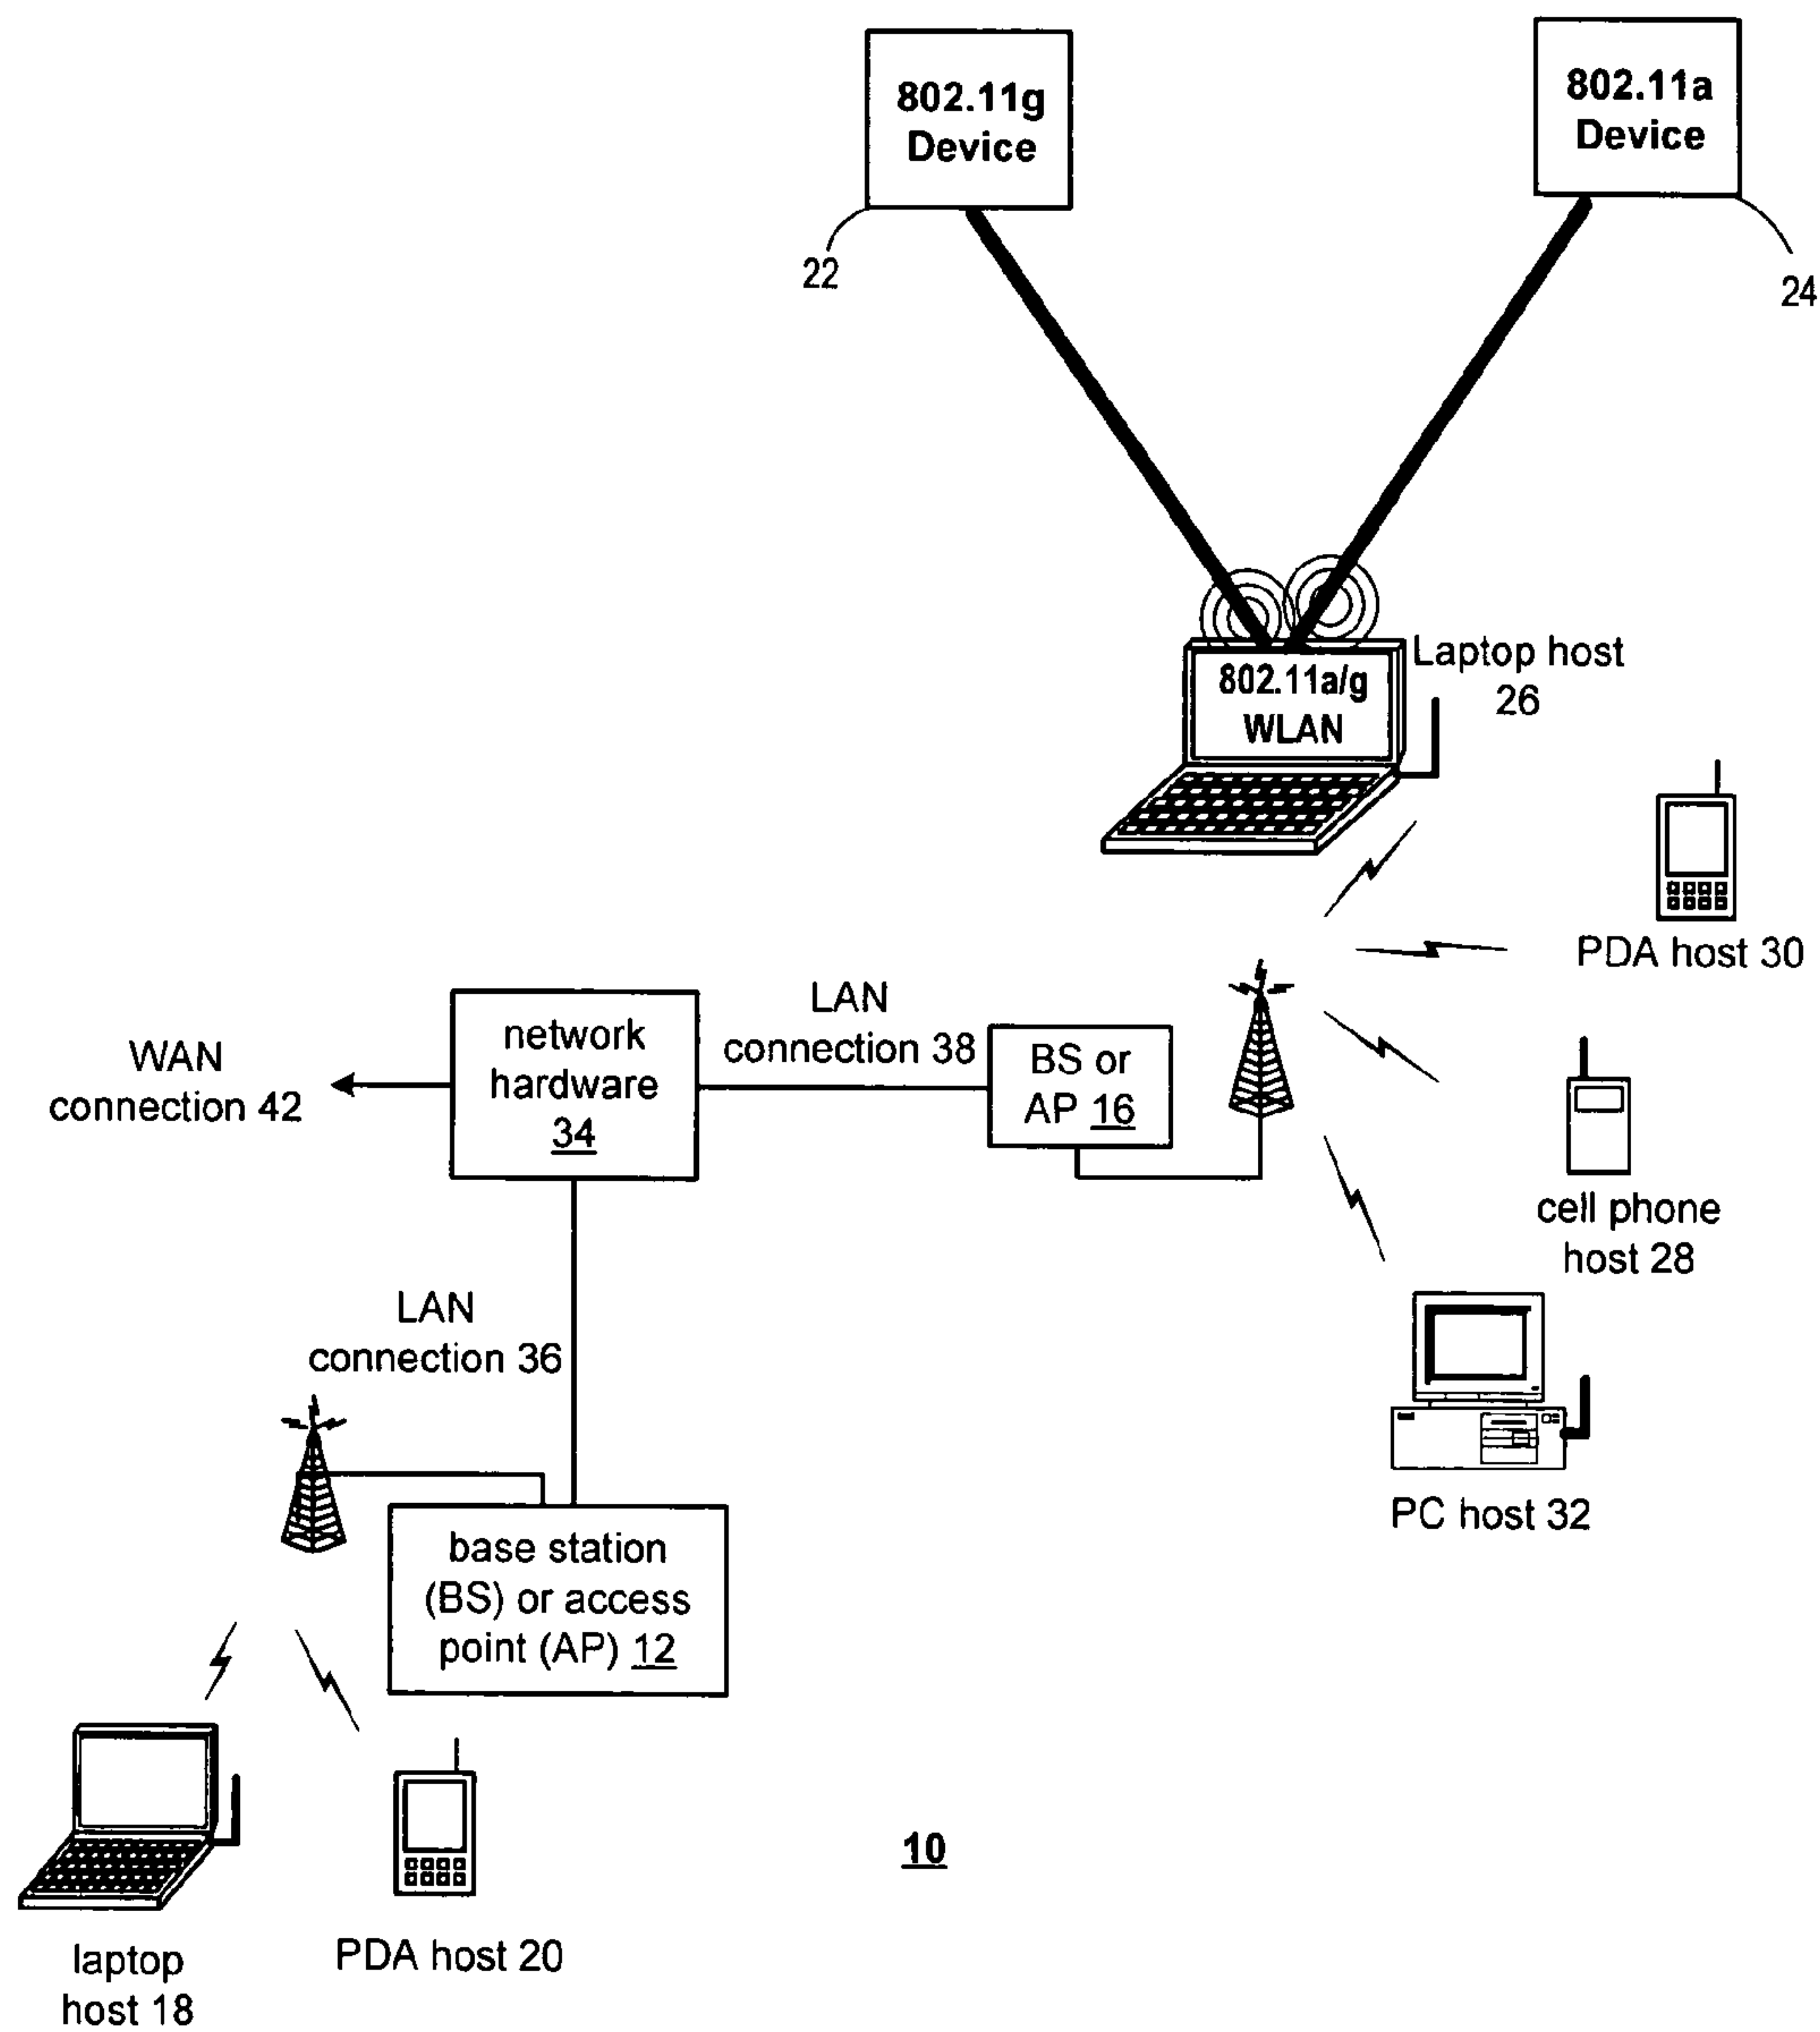 802.11g
Device
802.11a
Device
22
24
802.11a/g
WLAN
Laptop host
26
PDA host 30
network
hardware
34
LAN
connection 38
WAN
connection 42
BS or
AP 16
cell phone
host 28
LAN
connection 36
PC host 32
base station
(BS) or access
point (AP) 12
10
PDA host 20
laptop
host 18